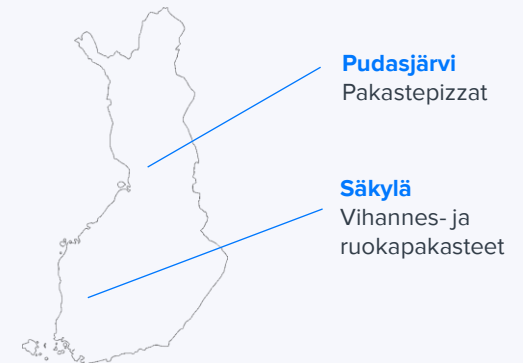 Pudasjärvi
Pakastepizzat
Säkylä
Vihannes- ja
ruokapakasteet